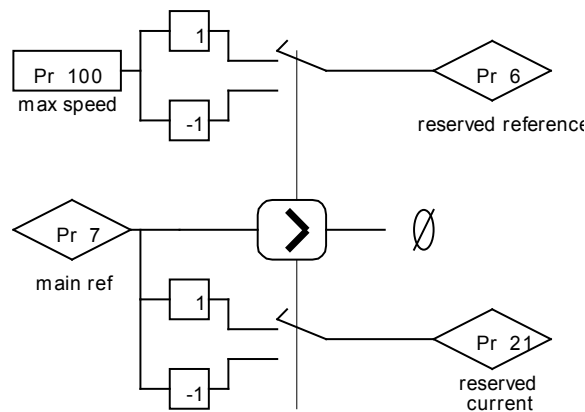 1
Pr 100
Pr 6
max speed
-1
reserved reference
Pr 7
>
0
main ref
1
Pr 21
-1
reserved
current